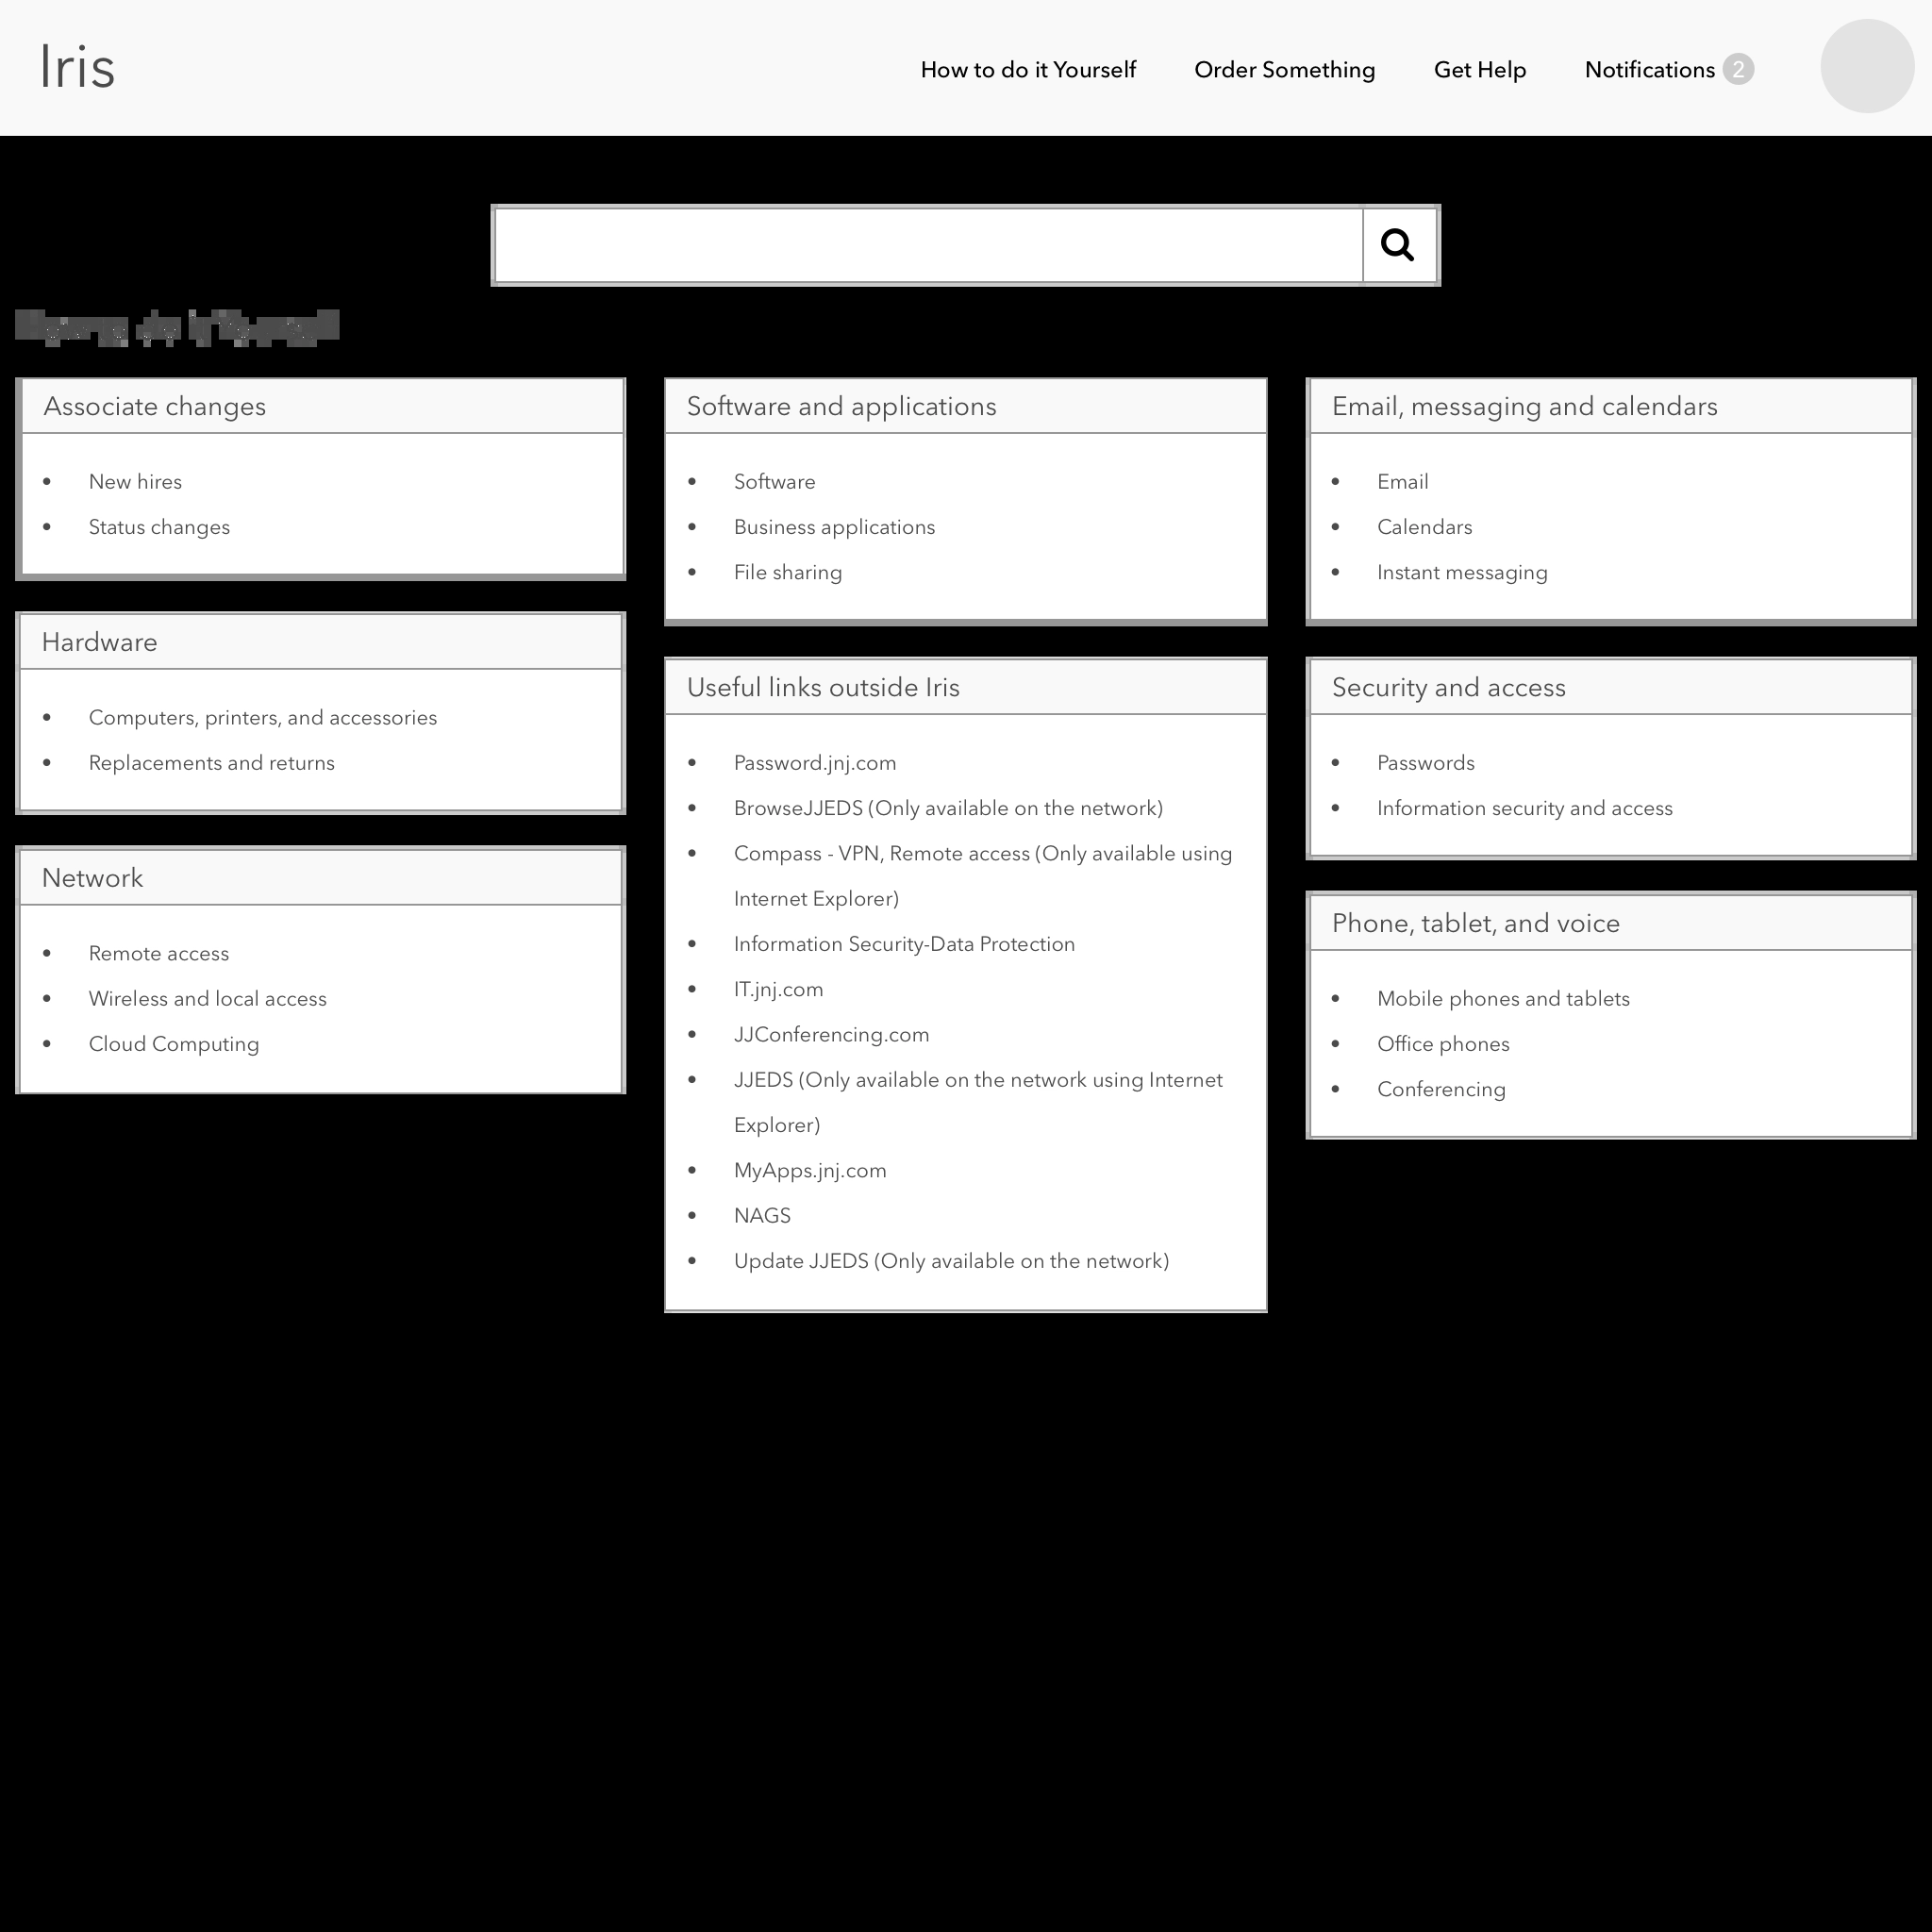 Iris
How to do it Yourself
Order Something
Get Help
Notifications 2
How to do it Yourself
Associate changes
• New hires
• Status changes
Hardware
• Computers, printers, and accessories
• Replacements and returns
Network
• Remote access
• Wireless and local access
• Cloud Computing
Software and applications
• Software
• Business applications
• File sharing
Useful links outside Iris
• Password.jnj.com
• BrowseJJEDS (Only available on the network)
• Compass - VPN, Remote access (Only available using
Internet Explorer)
• Information Security-Data Protection
• IT.jnj.com
• JJConferencing.com
• JJEDS (Only available on the network using Internet
Explorer)
• MyApps.jnj.com
• NAGS
• Update JJEDS (Only available on the network)
Email, messaging and calendars
• Email
• Calendars
• Instant messaging
Security and access
• Passwords
• Information security and access
Phone, tablet, and voice
• Mobile phones and tablets
• Office phones
• Conferencing